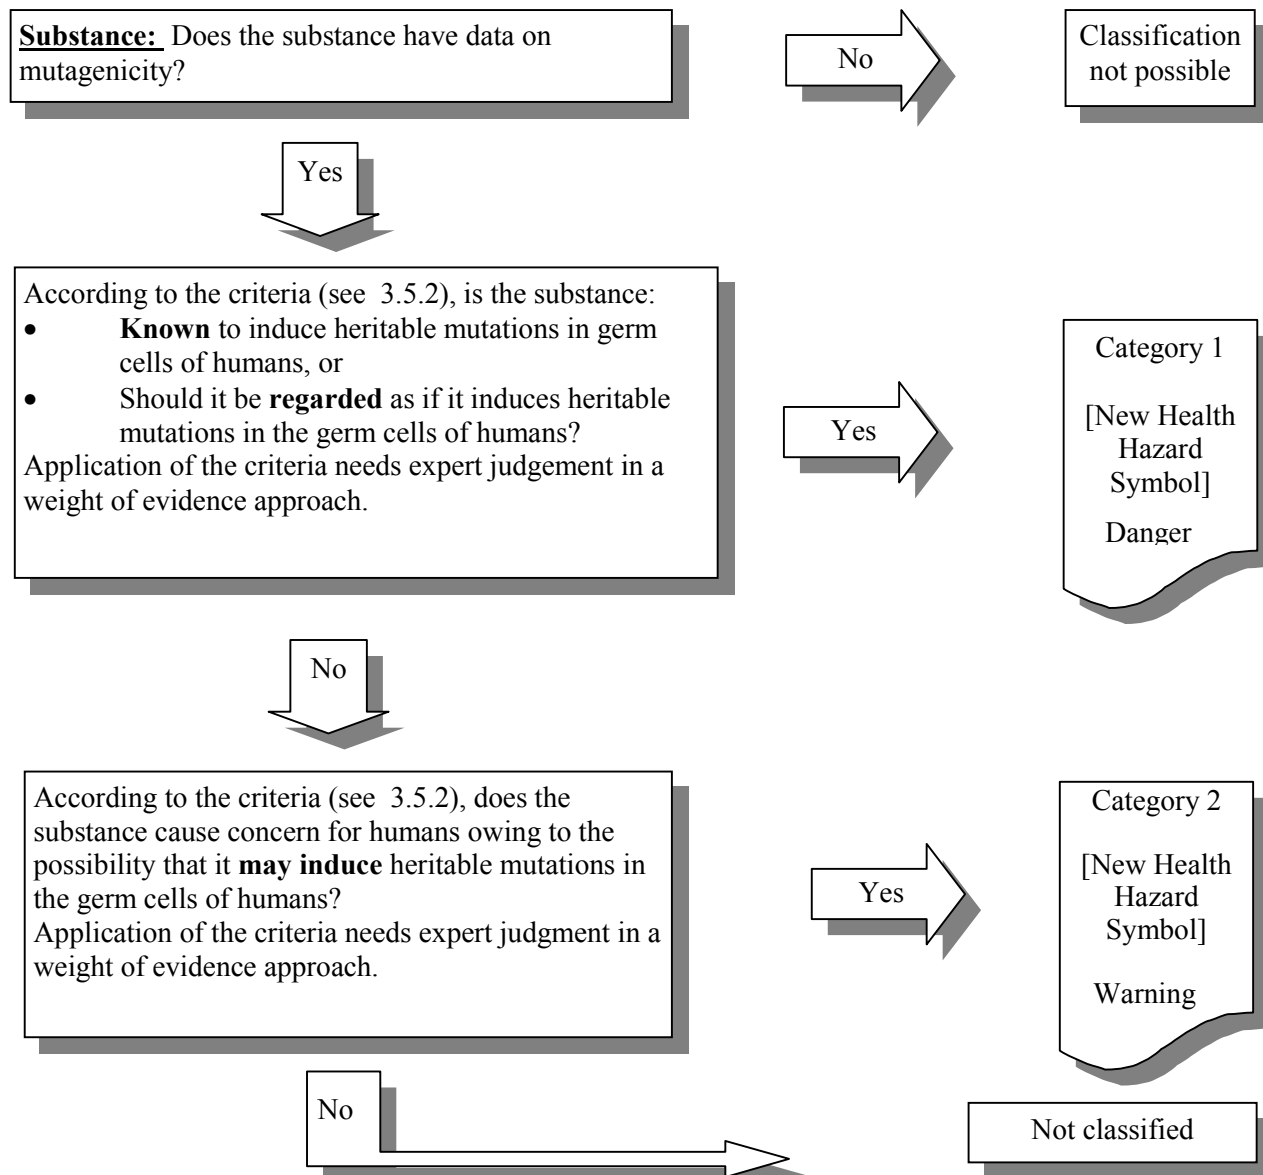 Substance: Does the substance have data on
mutagenicity?
No
Classification
not possible
Yes
According to the criteria (see 3.5.2), is the substance:
• Known to induce heritable mutations in germ
cells of humans, or
• Should it be regarded as if it induces heritable
mutations in the germ cells of humans?
Application of the criteria needs expert judgement in a
weight of evidence approach.
Yes
Category 1
[New Health
Hazard
Symbol]
Danger
No
According to the criteria (see 3.5.2), does the
substance cause concern for humans owing to the
possibility that it may induce heritable mutations in
the germ cells of humans?
Application of the criteria needs expert judgment in a
weight of evidence approach.
Yes
Category 2
[New Health
Hazard
Symbol]
Warning
No
Not classified